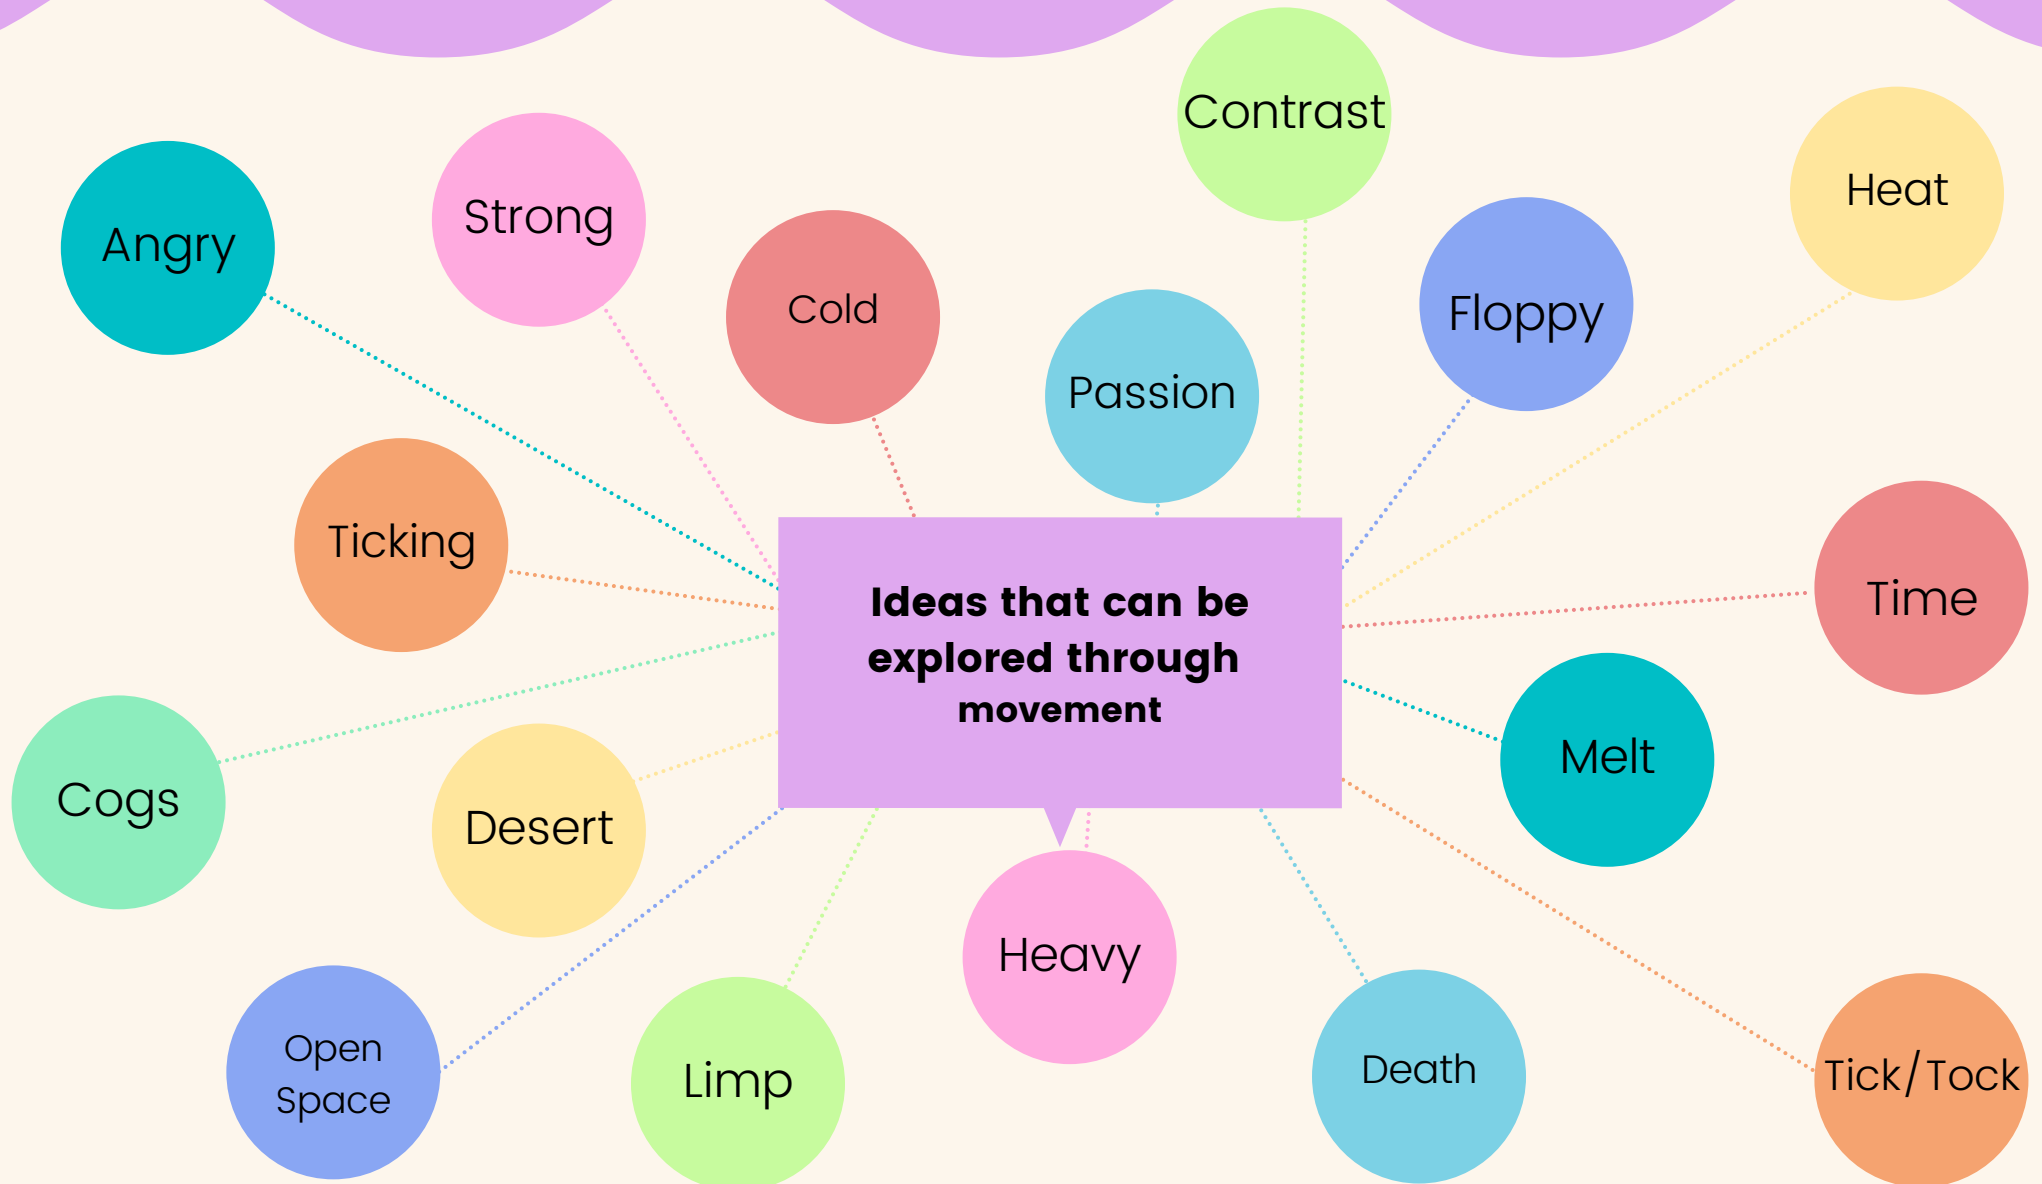 Contrast
Heat
Angry
Strong
Cold
Floppy
Passion
Ticking
Ideas that can be
explored through
movement
Time
Melt
Cogs
Desert
Heavy
Open
Space
Limp
Death
Tick/Tock